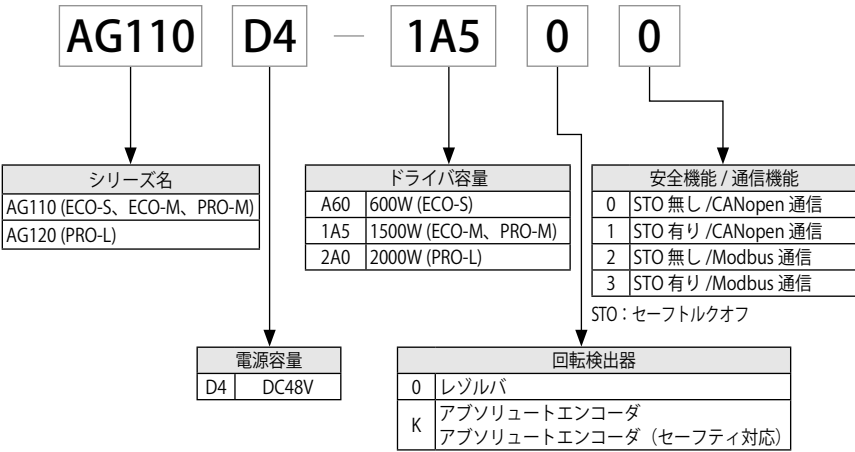 AG110 D4 — 1A5 0 0
シリーズ名
AG110 (ECO-S、ECO-M、PRO-M)
AG120 (PRO-L)
ドライバ容量
A60 600W (ECO-S)
1A5 1500W (ECO-M、PRO-M)
2A0 2000W (PRO-L)
安全機能 / 通信機能
0 STO 無し /CANopen 通信
1 STO 有り /CANopen 通信
2 STO 無し /Modbus 通信
3 STO 有り /Modbus 通信
STO：セーフトルクオフ
電源容量
D4 DC48V
回転検出器
0 レゾルバ
K アブソリュートエンコーダ
アブソリュートエンコーダ（セーフティ対応）